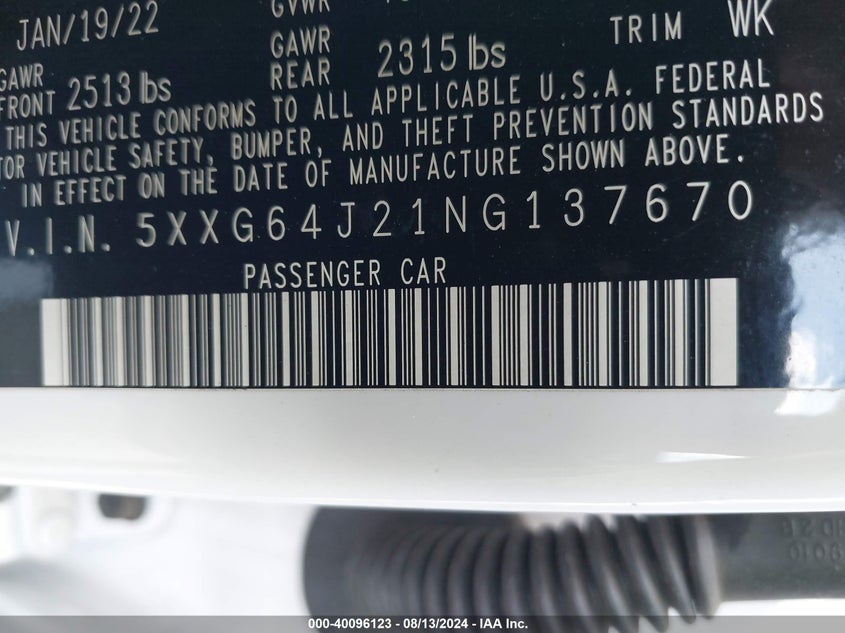 JAN/19/22 GVWR
TRIM WK
GAWR FRONT 2513 lbs GAWR REAR 2315 lbs
THIS VEHICLE CONFORMS TO ALL APPLICABLE U.S.A. FEDERAL
TOR VEHICLE SAFETY, BUMPER, AND THEFT PREVENTION STANDARDS
IN EFFECT ON THE DATE OF MANUFACTURE SHOWN ABOVE.
V.I.N. 5XXG64J21NG137670
PASSENGER CAR
000-40096123 — 08/13/2024 — IAA Inc.